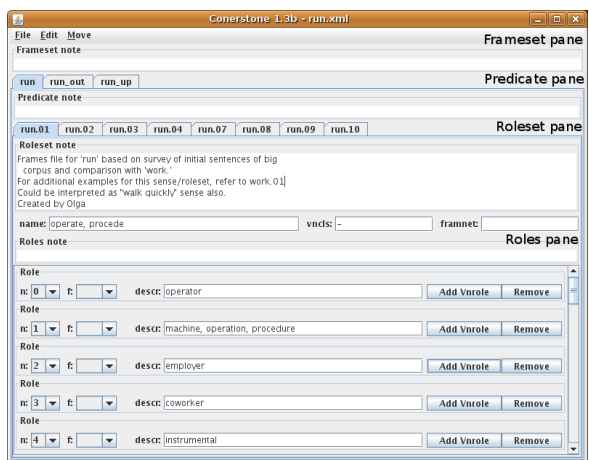 Conerstone 1.3b - run.xml
File Edit Move
Frameset pane
Frameset note
run run_out run_up
Predicate pane
Predicate note
run.01 run.02 run.03 run.04 run.07 run.08 run.09 run.10
Roleset pane
Roleset note
Frames file for 'run' based on survey of initial sentences of big
corpus and comparison with 'work.'
For additional examples for this sense/roleset, refer to work.01
Could be interpreted as "walk quickly" sense also.
Created by Olga
name: operate, procede vncls: - framnet:
Roles pane
Roles note
Role
n: 0 f: descr: operator Add Vnrole Remove
Role
n: 1 f: descr: machine, operation, procedure Add Vnrole Remove
Role
n: 2 f: descr: employer Add Vnrole Remove
Role
n: 3 f: descr: coworker Add Vnrole Remove
Role
n: 4 f: descr: instrumental Add Vnrole Remove